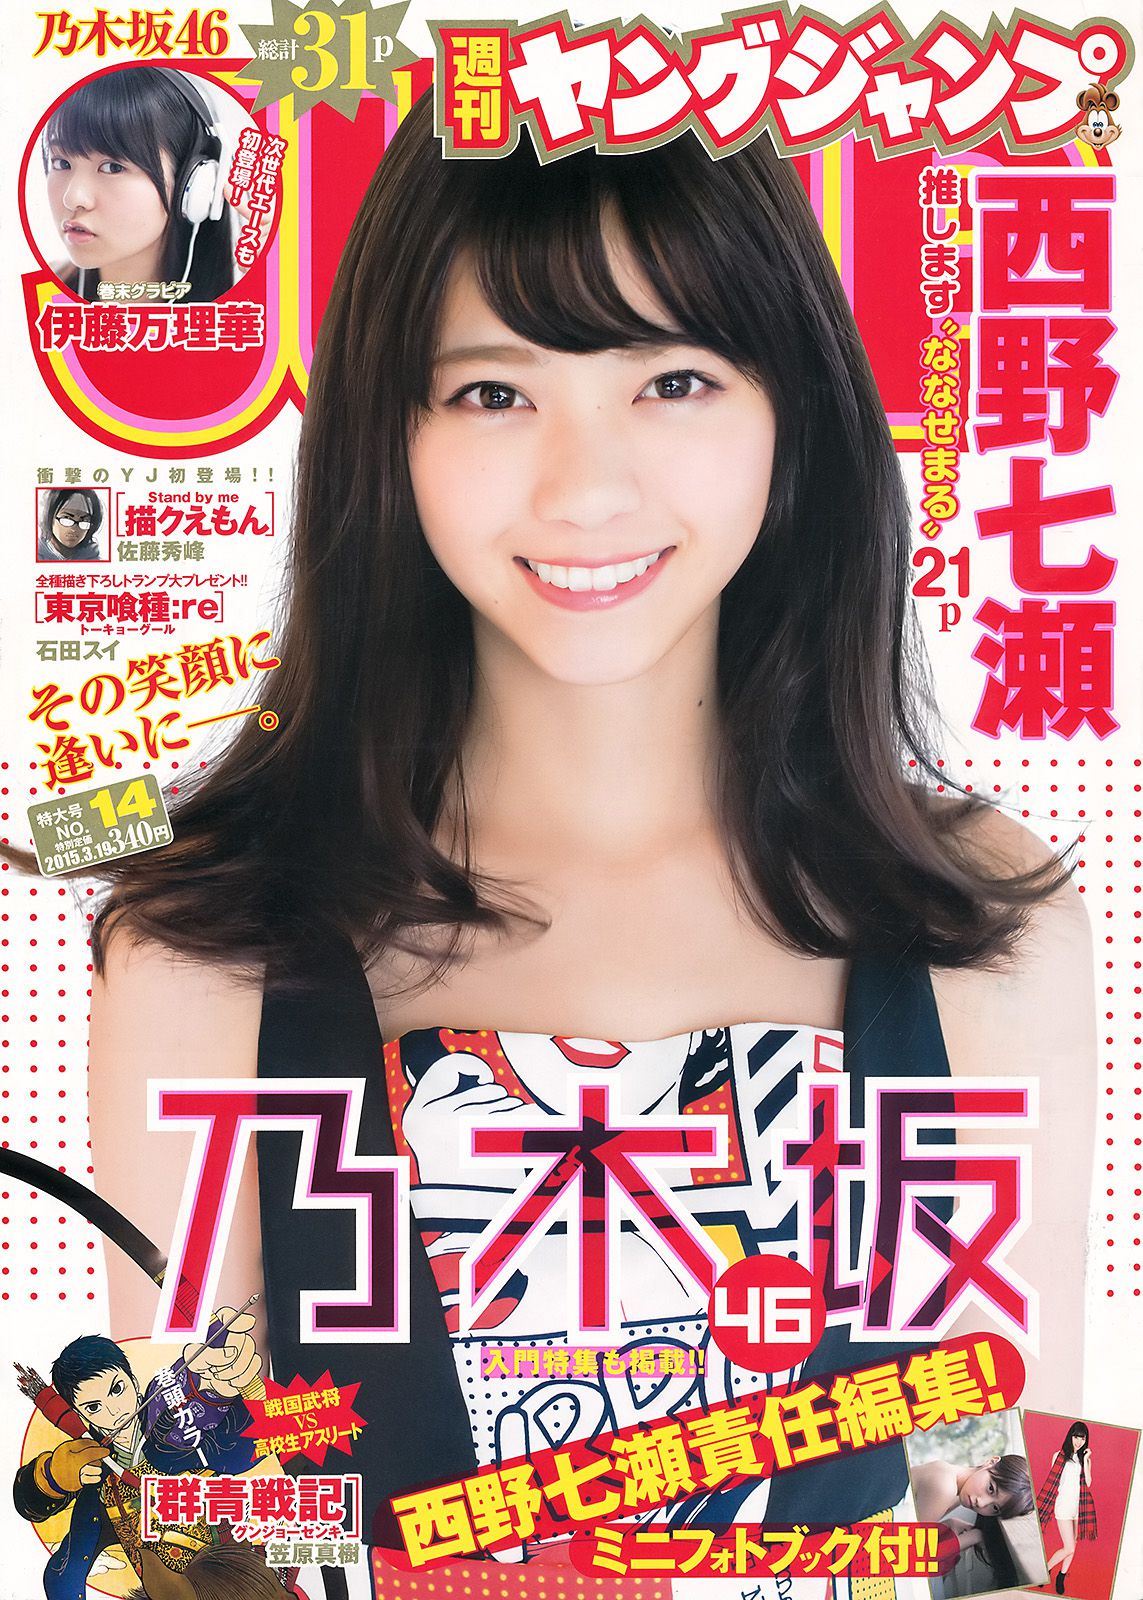 乃木坂46
総計31p
週刊
ヤングジャンプ
次世代エースも
初登場!
巻末グラビア
伊藤万理華
西野七瀬
推します〝ななせまる〟21p
衝撃のYJ初登場!!
Stand by me
[描クえもん]
佐藤秀峰
全種描き下ろしトランプ大プレゼント!!
[東京喰種:re]
トーキョーグール
石田スイ
その笑顔に
逢いに──。
特大号
NO.14
特別定価
2015.3.19 340円
乃木坂
46
入門特集も掲載!!
西野七瀬責任編集!
ミニフォトブック付!!
巻頭カラー
戦国武将
VS
高校生アスリート
[群青戦記]
グンジョーセンキ
笠原真樹